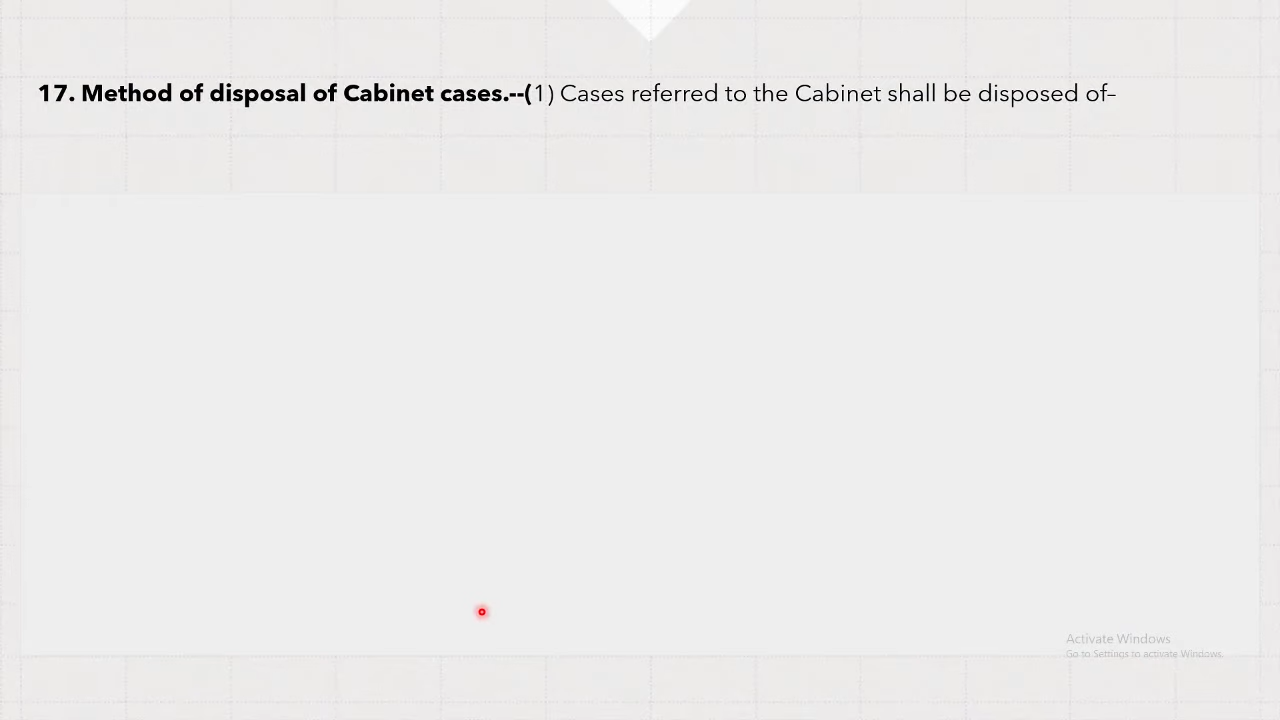 17. Method of disposal of Cabinet cases.--(1) Cases referred to the Cabinet shall be disposed of–
Activate Windows
Go to Settings to activate Windows.